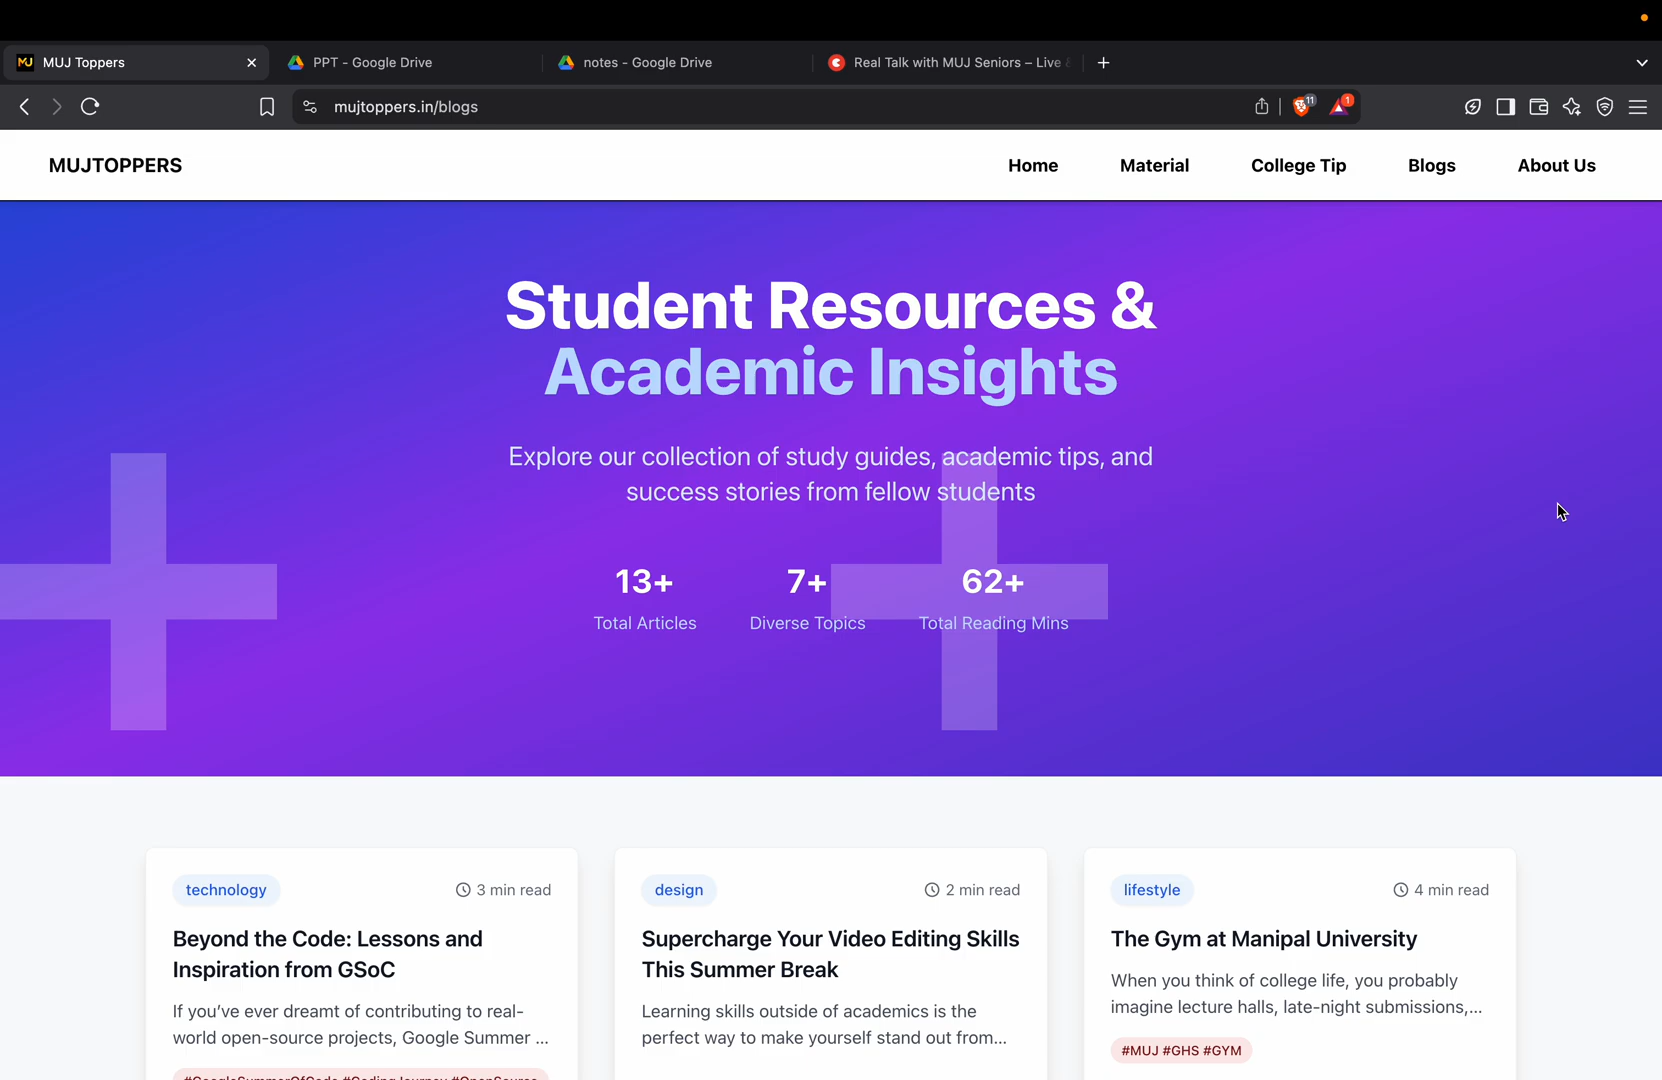 MUJ Toppers
PPT - Google Drive
notes - Google Drive
Real Talk with MUJ Seniors – Live
mujtoppers.in/blogs
11
1
MUJTOPPERS
Home
Material
College Tip
Blogs
About Us
Student Resources &
Academic Insights
Explore our collection of study guides, academic tips, and
success stories from fellow students
13+
7+
62+
Total Articles
Diverse Topics
Total Reading Mins
technology
3 min read
Beyond the Code: Lessons and
Inspiration from GSoC
If you’ve ever dreamt of contributing to real-
world open-source projects, Google Summer ...
#GoogleSummerOfCode #CodingJourney #OpenSource
design
2 min read
Supercharge Your Video Editing Skills
This Summer Break
Learning skills outside of academics is the
perfect way to make yourself stand out from...
lifestyle
4 min read
The Gym at Manipal University
When you think of college life, you probably
imagine lecture halls, late-night submissions,...
#MUJ #GHS #GYM